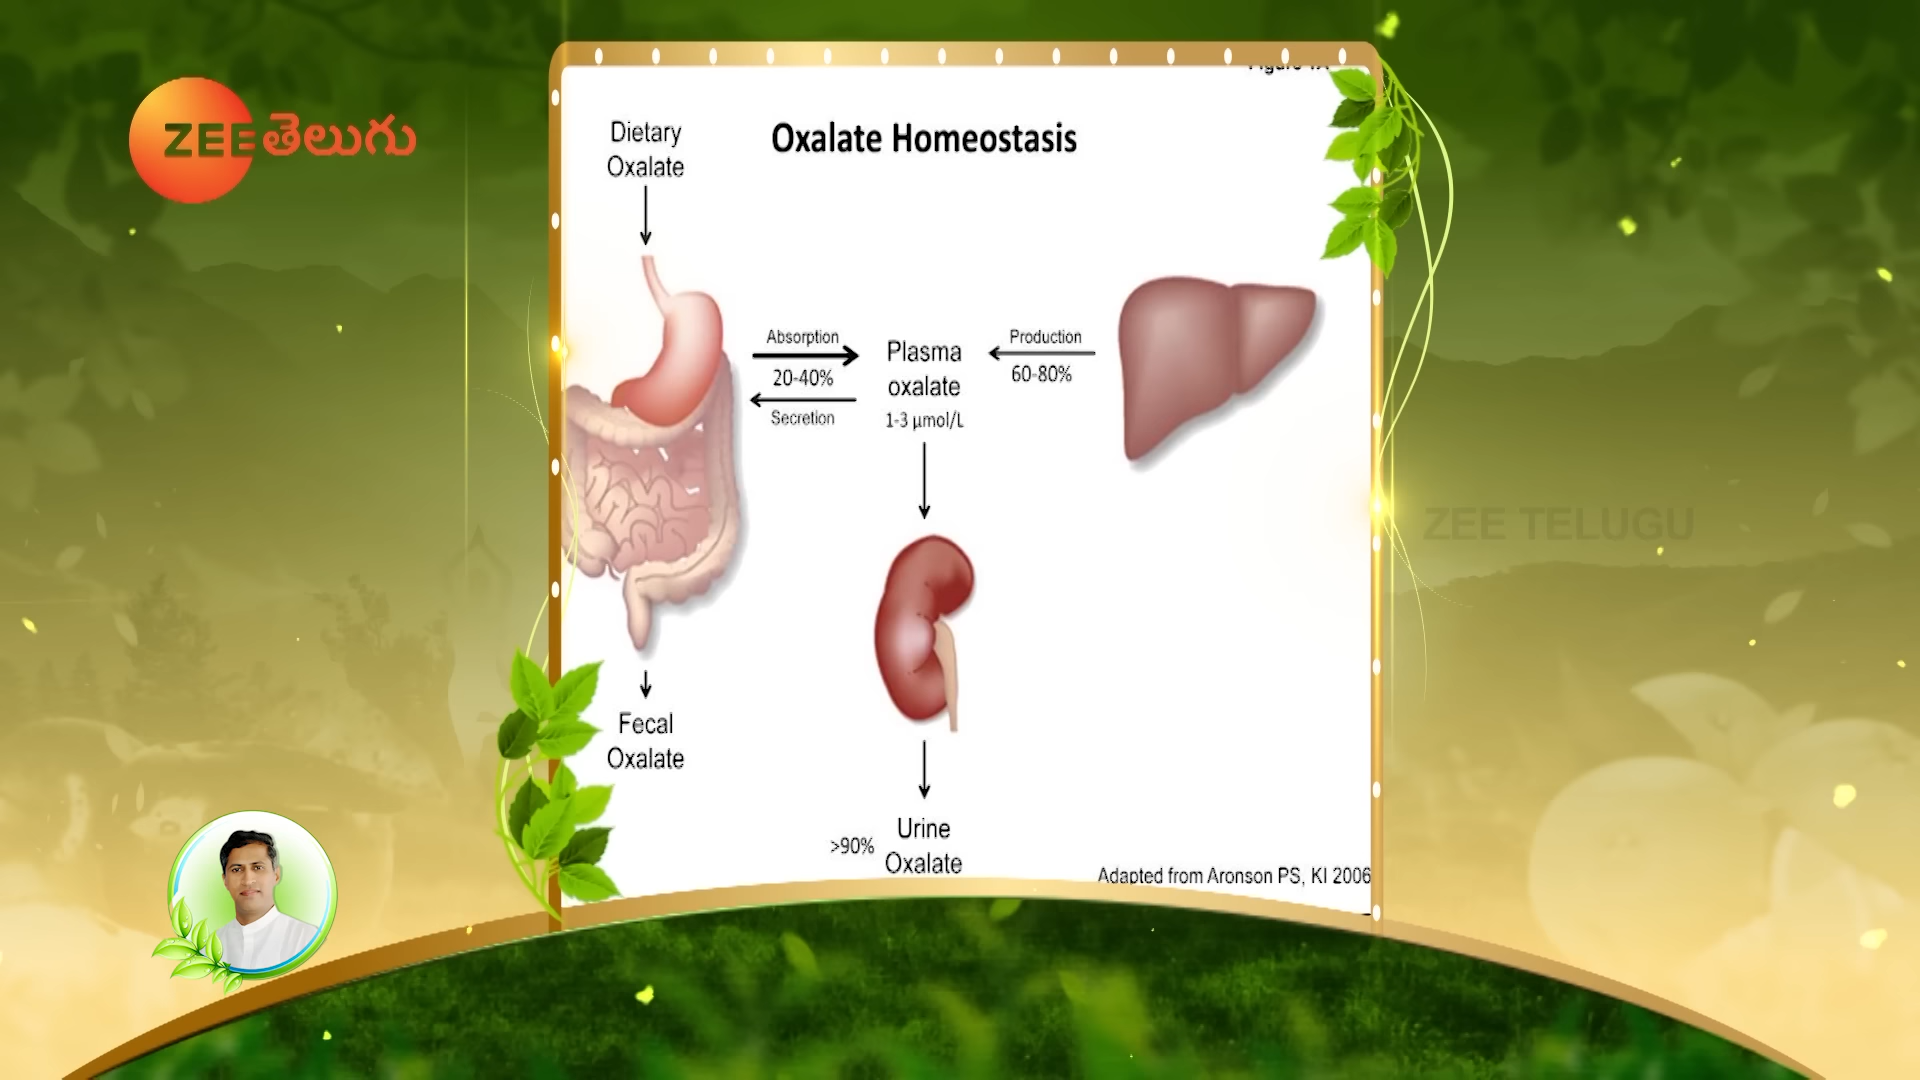 ZEE తెలుగు
Dietary
Oxalate
Oxalate Homeostasis
Absorption
20-40%
Secretion
Plasma
oxalate
1-3 µmol/L
Production
60-80%
ZEE TELUGU
Fecal
Oxalate
>90%
Urine
Oxalate
Adapted from Aronson PS, KI 2006